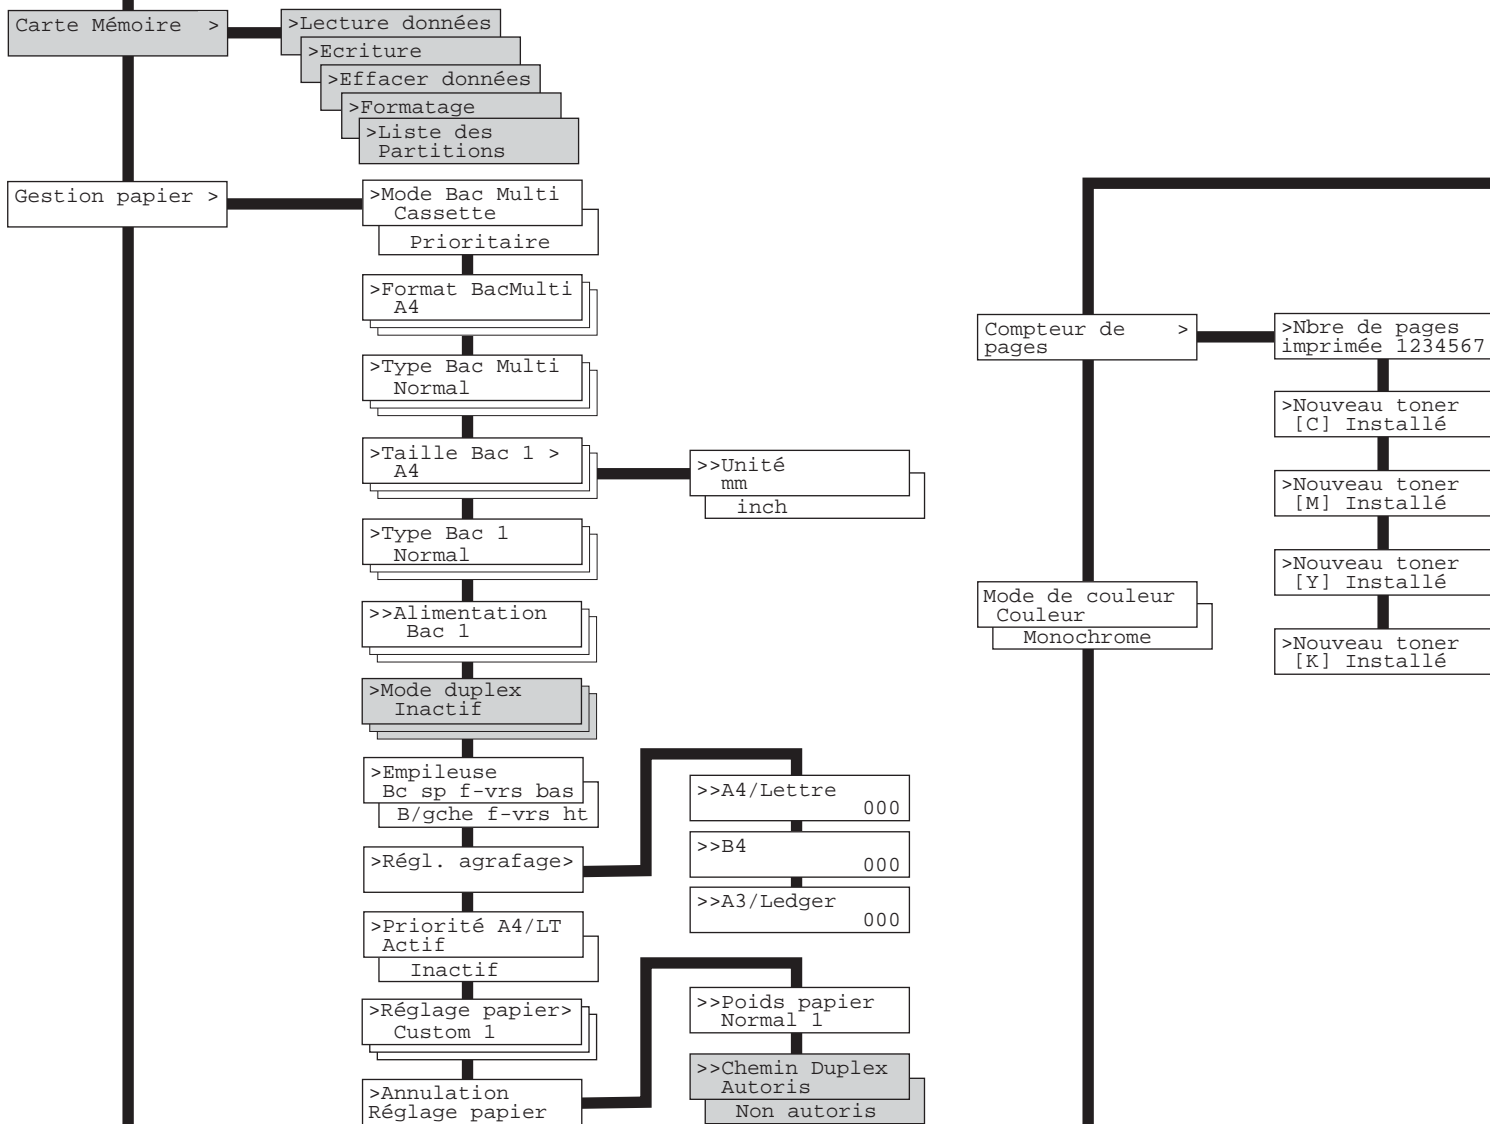 Carte Mémoire >
>Lecture données
>Ecriture
>Effacer données
>Formatage
>Liste des
Partitions
Gestion papier >
>Mode Bac Multi
Cassette
Prioritaire
>Format BacMulti
A4
>Type Bac Multi
Normal
>Taille Bac 1 >
A4
>>Unité
mm
inch
>Type Bac 1
Normal
>>Alimentation
Bac 1
>Mode duplex
Inactif
>Empileuse
Bc sp f-vrs bas
B/gche f-vrs ht
>Régl. agrafage>
>>A4/Lettre
000
>>B4
000
>>A3/Ledger
000
>Priorité A4/LT
Actif
Inactif
>Réglage papier>
Custom 1
>Annulation
Réglage papier
>>Poids papier
Normal 1
>>Chemin Duplex
Autoris
Non autoris
Compteur de >
pages
>Nbre de pages
imprimée 1234567
>Nouveau toner
[C] Installé
>Nouveau toner
[M] Installé
>Nouveau toner
[Y] Installé
>Nouveau toner
[K] Installé
Mode de couleur
Couleur
Monochrome